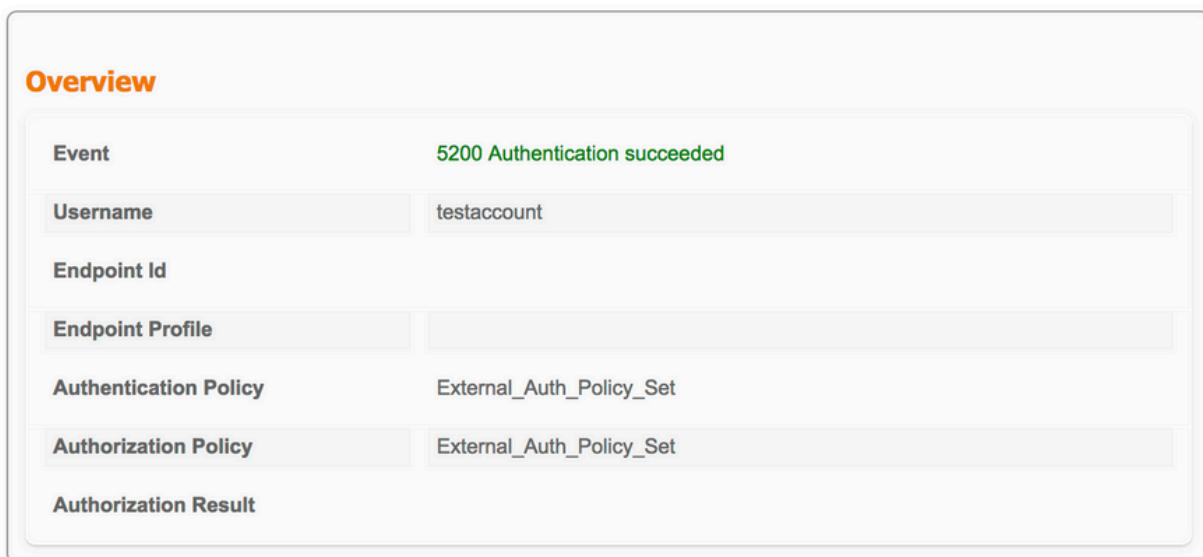 Overview
Event 5200 Authentication succeeded
Username testaccount
Endpoint Id
Endpoint Profile
Authentication Policy External_Auth_Policy_Set
Authorization Policy External_Auth_Policy_Set
Authorization Result